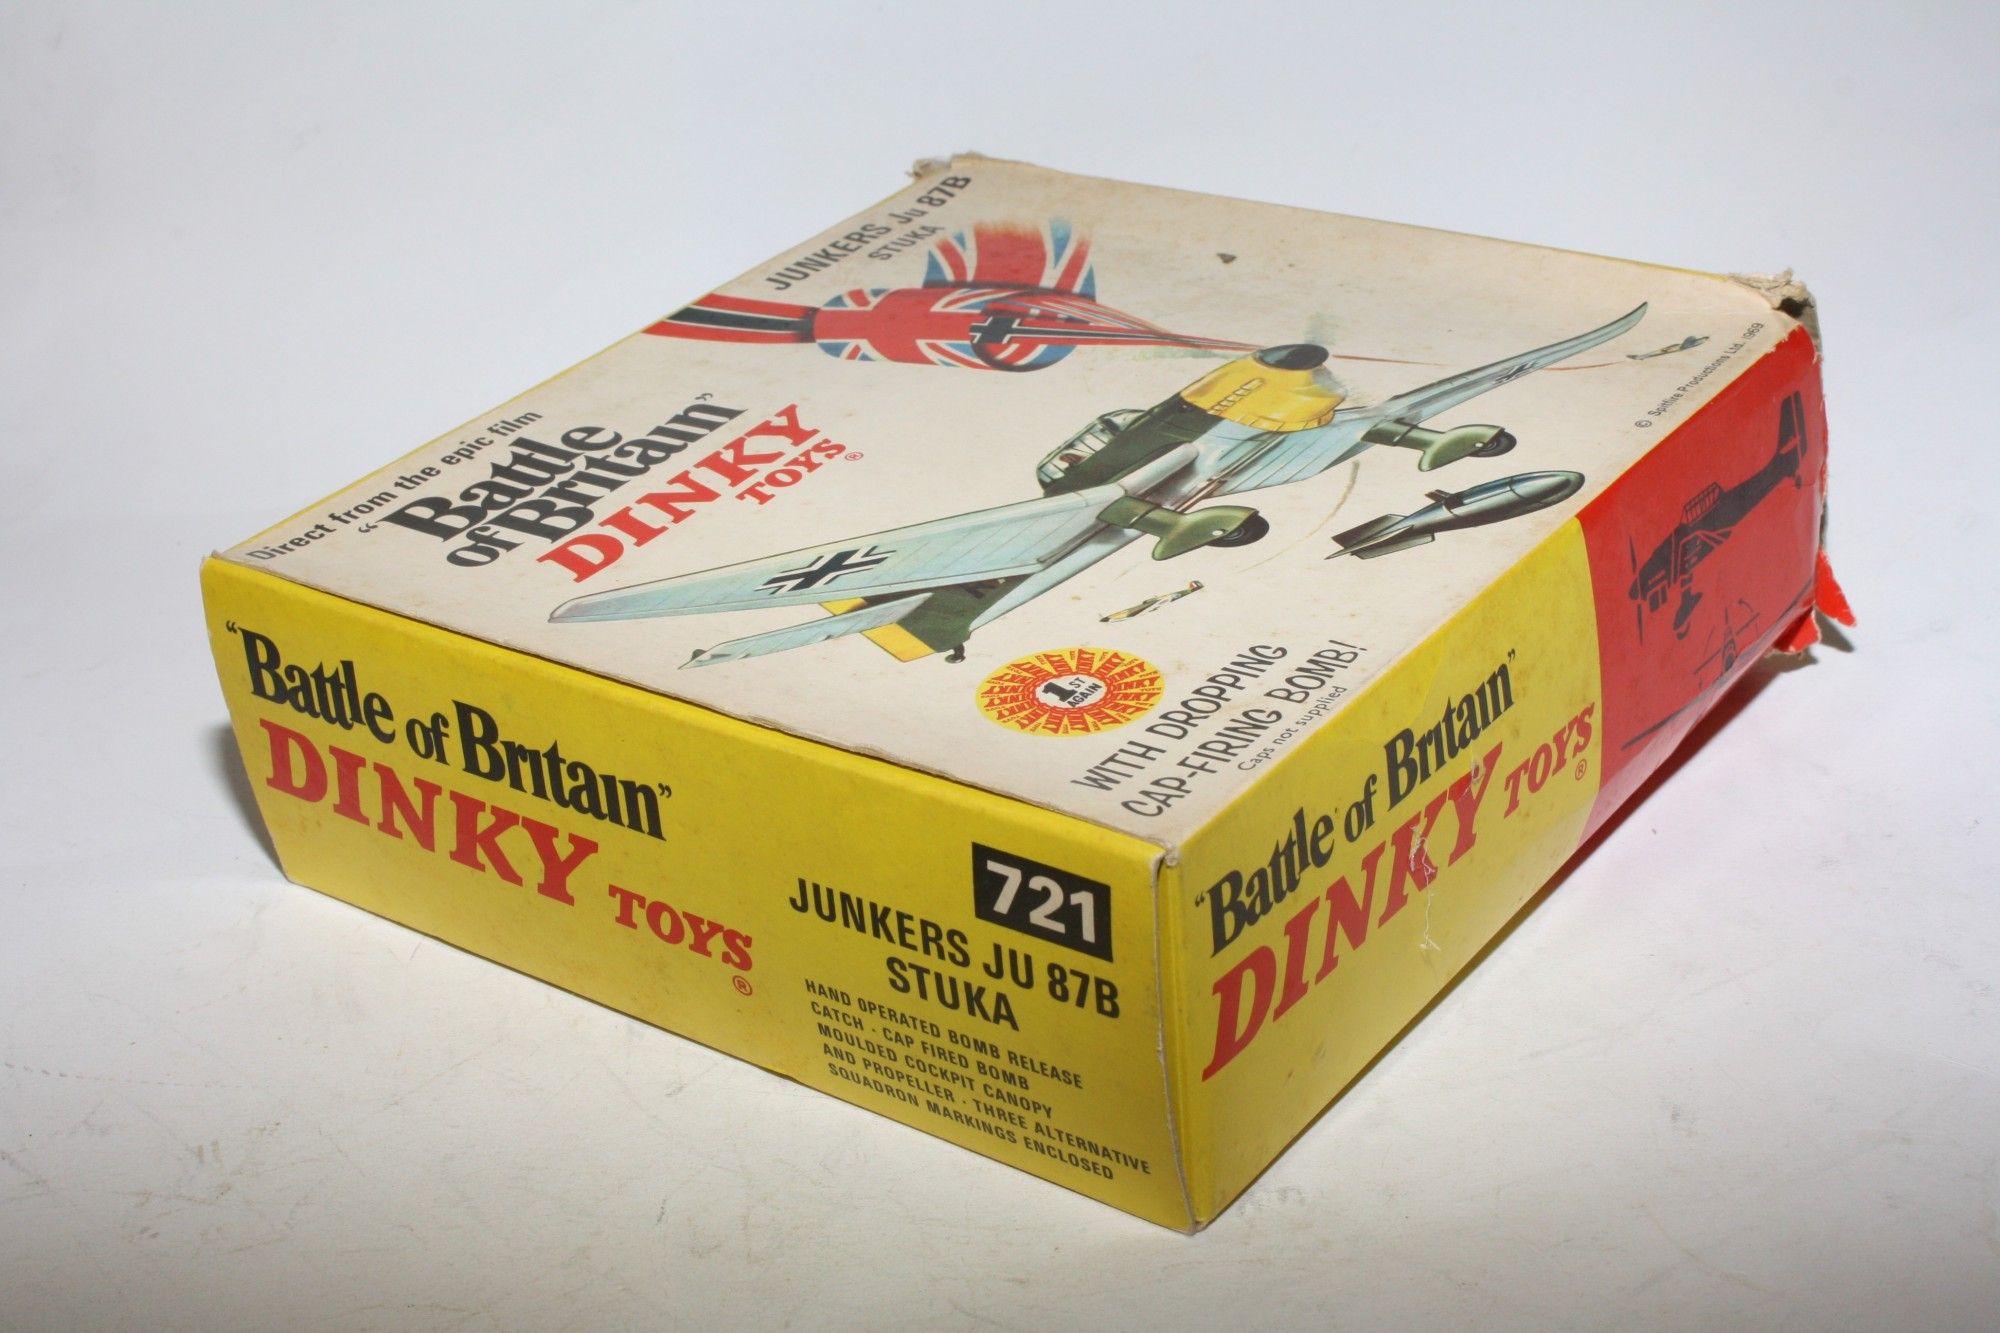 JUNKERS Ju 87B
STUKA
Direct from the epic film
"Battle
of Britain"
DINKY
TOYS®
© Spitfire Productions Ltd. 1969
1ST
AGAIN
WITH DROPPING
CAP-FIRING BOMB!
Caps not supplied
"Battle of Britain"
DINKY TOYS®
721
JUNKERS JU 87B
STUKA
HAND OPERATED BOMB RELEASE
CATCH · CAP FIRED BOMB
MOULDED COCKPIT CANOPY
AND PROPELLER · THREE ALTERNATIVE
SQUADRON MARKINGS ENCLOSED
"Battle of Britain"
DINKY TOYS®